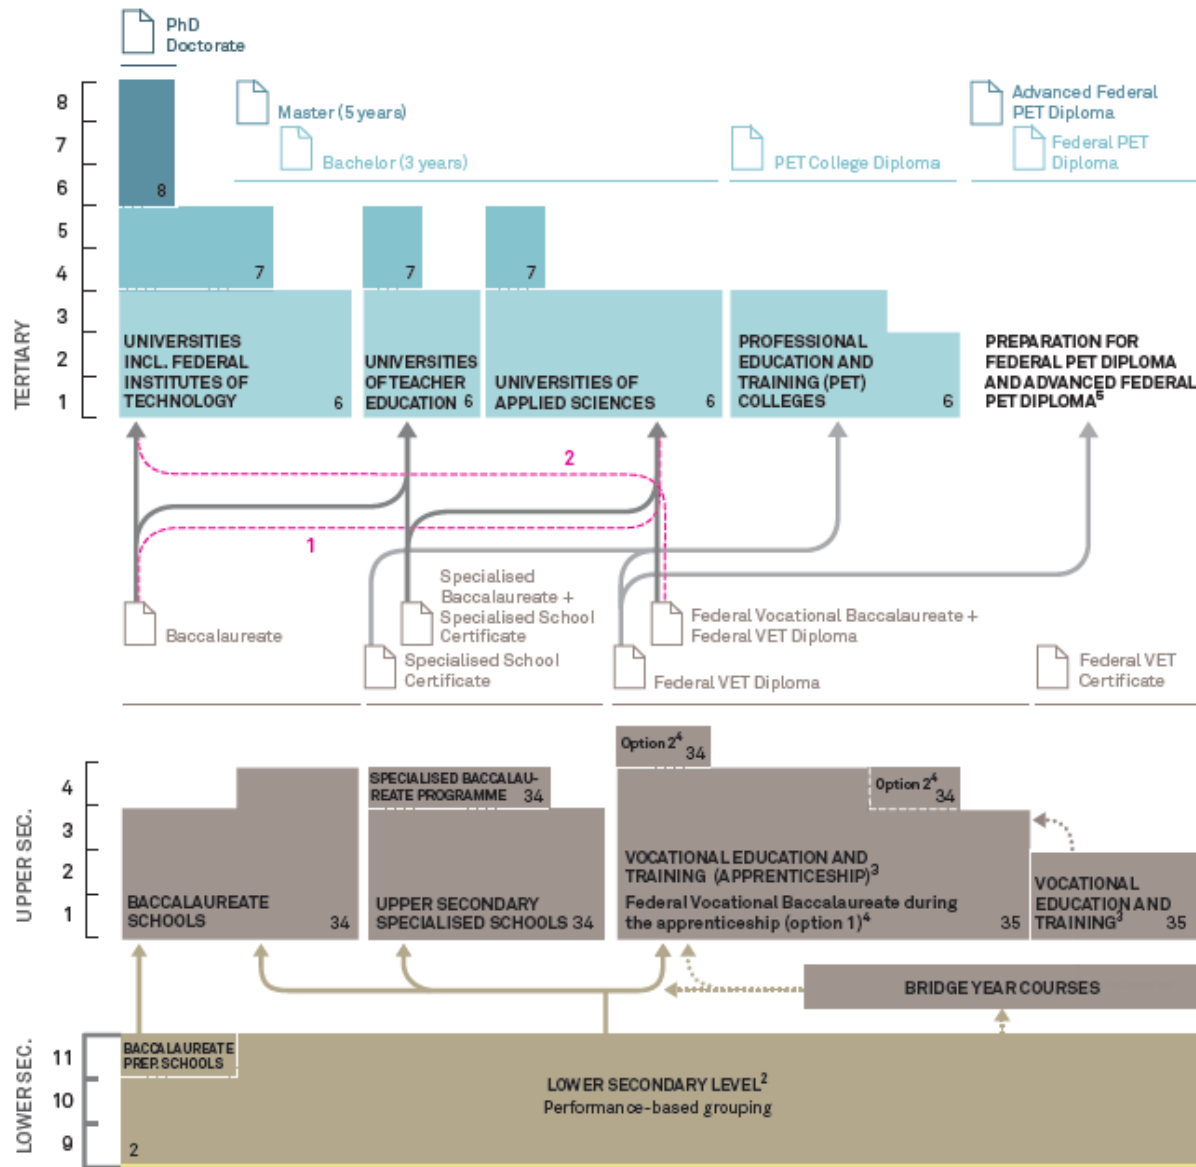 PhD
Doctorate
8
7
6
5
4
3
2
1
TERTIARY
Master (5 years)
Bachelor (3 years)
PET College Diploma
Advanced Federal
PET Diploma
Federal PET
Diploma
8
7
7
7
UNIVERSITIES
INCL. FEDERAL
INSTITUTES OF
TECHNOLOGY
6
UNIVERSITIES
OF TEACHER
EDUCATION 6
UNIVERSITIES OF
APPLIED SCIENCES
6
PROFESSIONAL
EDUCATION AND
TRAINING (PET)
COLLEGES
6
PREPARATION FOR
FEDERAL PET DIPLOMA
AND ADVANCED FEDERAL
PET DIPLOMA⁵
2
1
Baccalaureate
Specialised
Baccalaureate +
Specialised School
Certificate
Specialised School
Certificate
Federal Vocational Baccalaureate +
Federal VET Diploma
Federal VET Diploma
Federal VET
Certificate
UPPER SEC.
4
3
2
1
BACCALAUREATE
SCHOOLS
34
SPECIALISED BACCALAU-
REATE PROGRAMME 34
UPPER SECONDARY
SPECIALISED SCHOOLS 34
Option 2⁴
34
Option 2⁴
34
VOCATIONAL EDUCATION AND
TRAINING (APPRENTICESHIP)³
Federal Vocational Baccalaureate during
the apprenticeship (option 1)⁴
35
VOCATIONAL
EDUCATION AND
TRAINING³
35
BRIDGE YEAR COURSES
LOWER SEC.
11
10
9
BACCALAUREATE
PREP. SCHOOLS
LOWER SECONDARY LEVEL²
Performance-based grouping
2